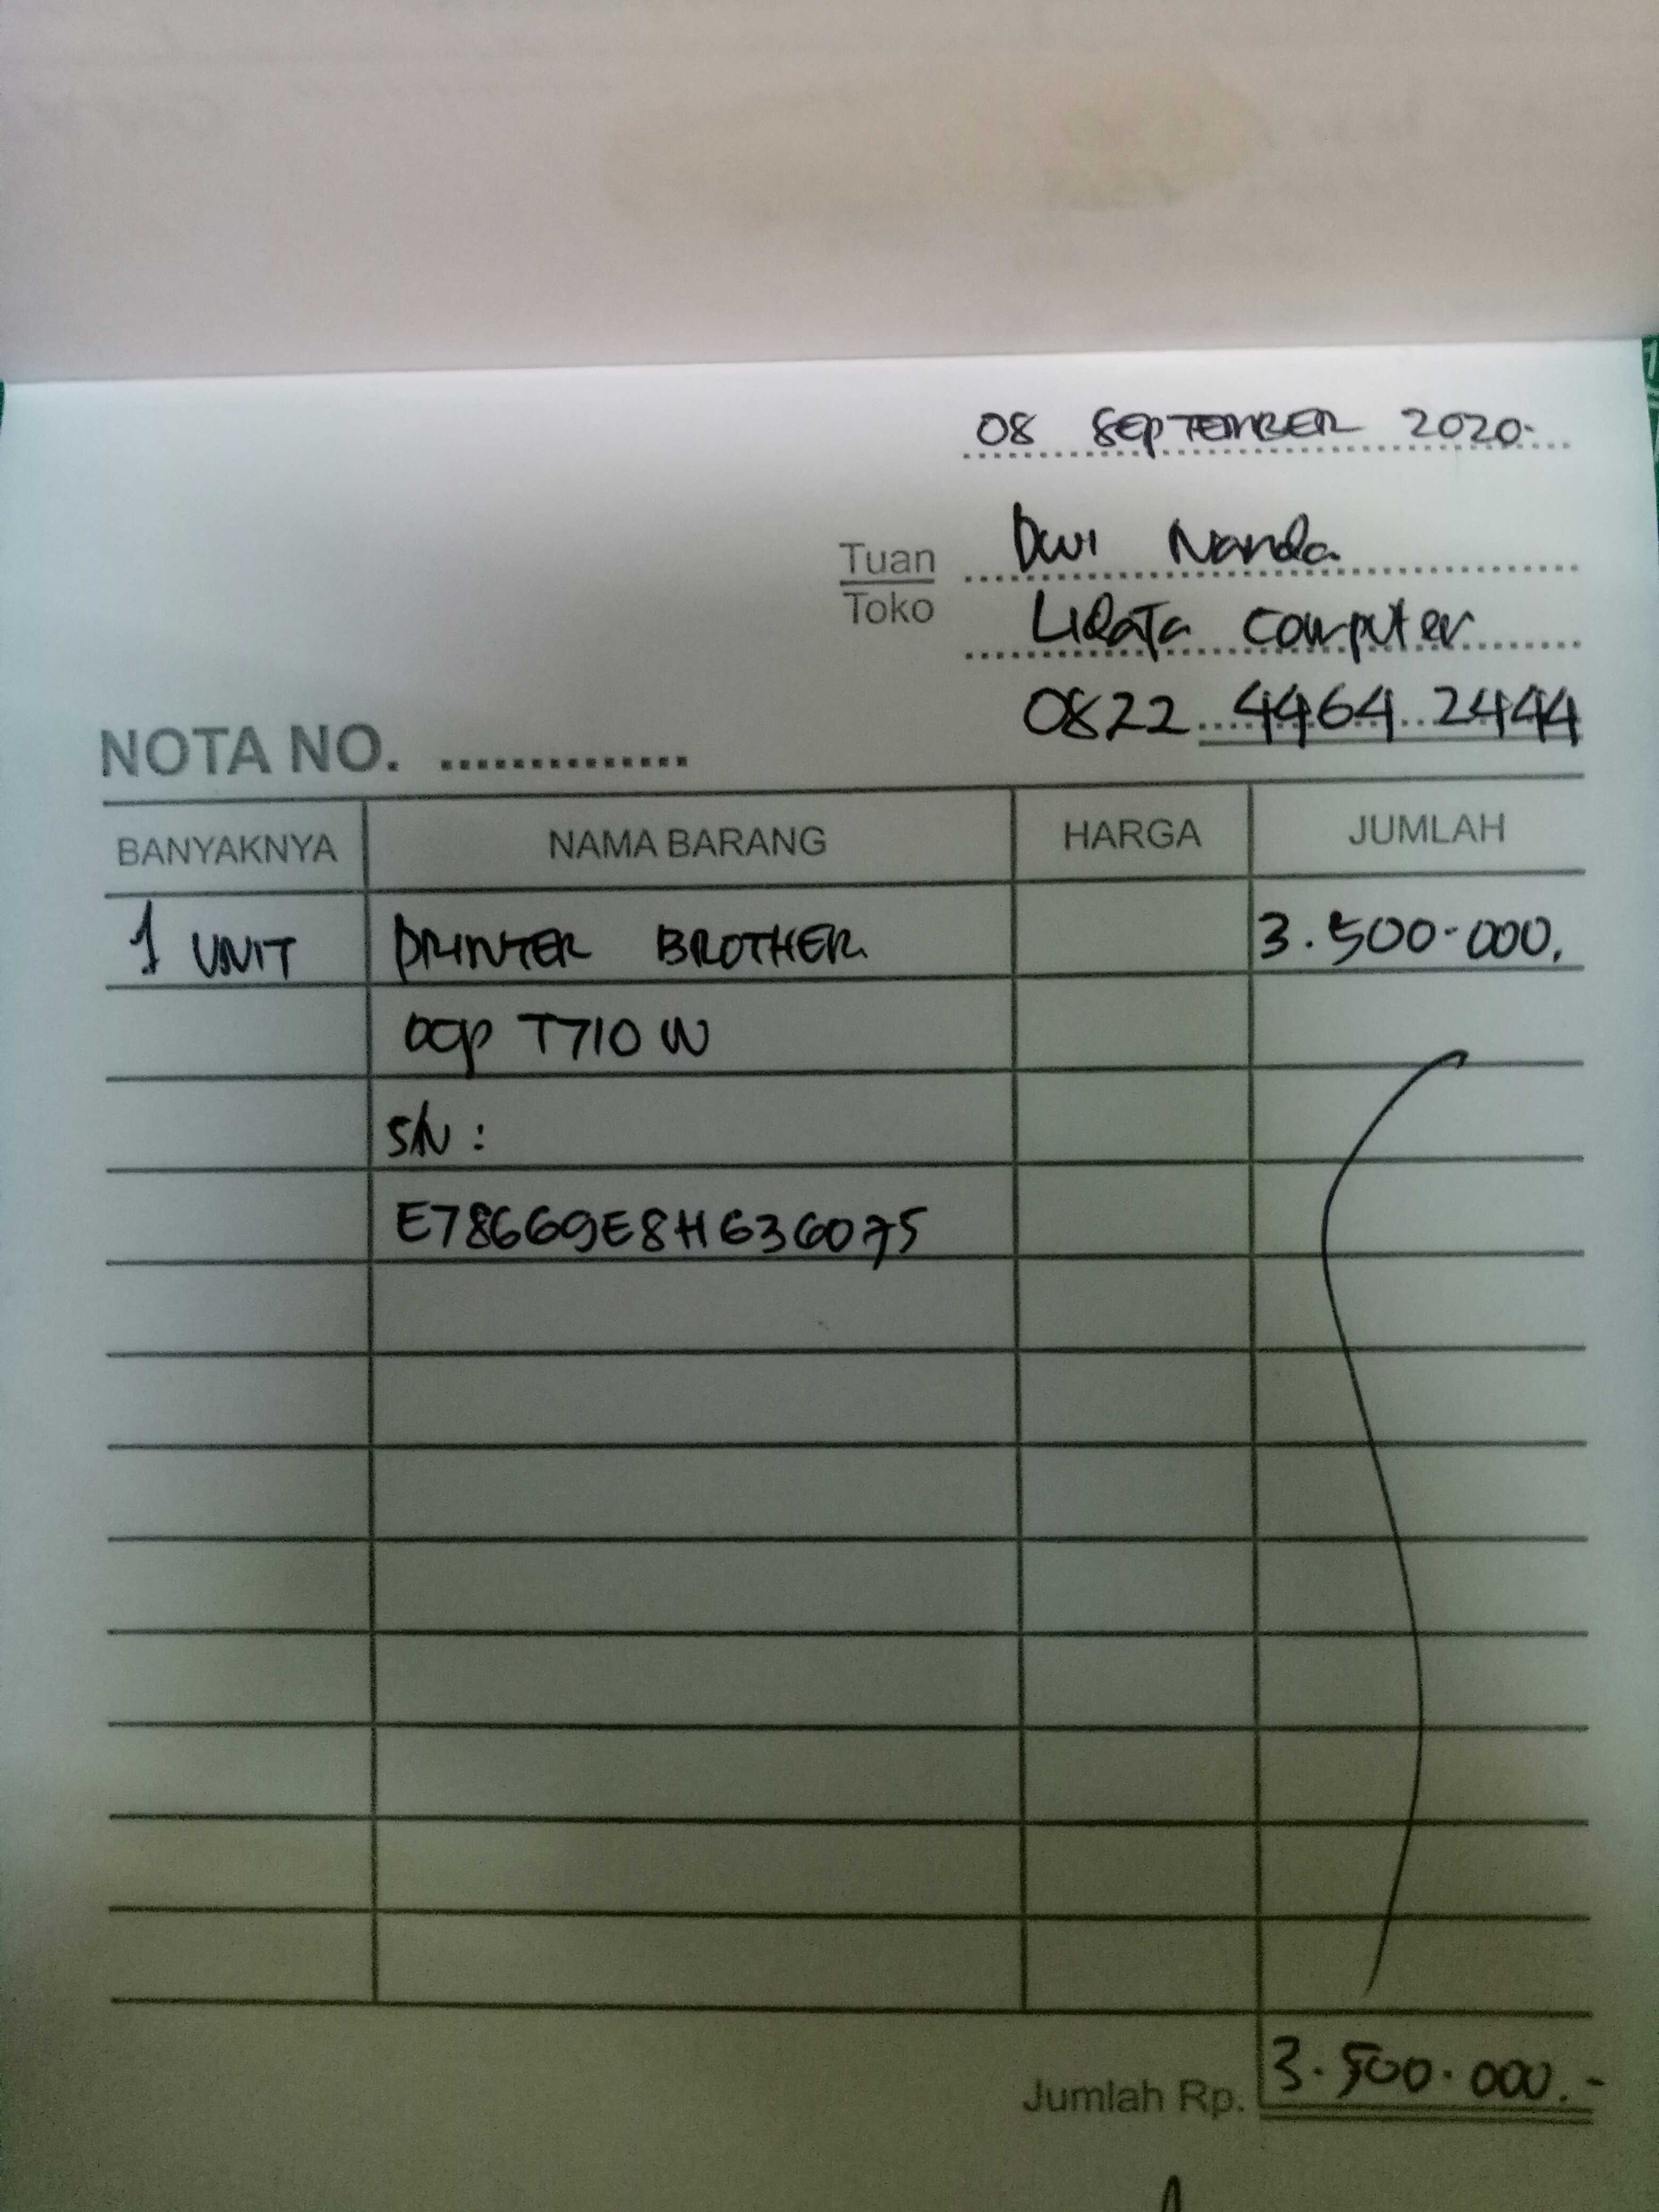 08 SEPTEMBER 2020.
Tuan Dwi Nanda
Toko LiRaTa Computer
0822 4464 2444
NOTA NO. ..............
BANYAKNYA NAMA BARANG HARGA JUMLAH
1 UNIT PRINTER BROTHER 3.500.000,
DCP T710 W
S/N :
E78669E8H636075
Jumlah Rp. 3.500.000.-